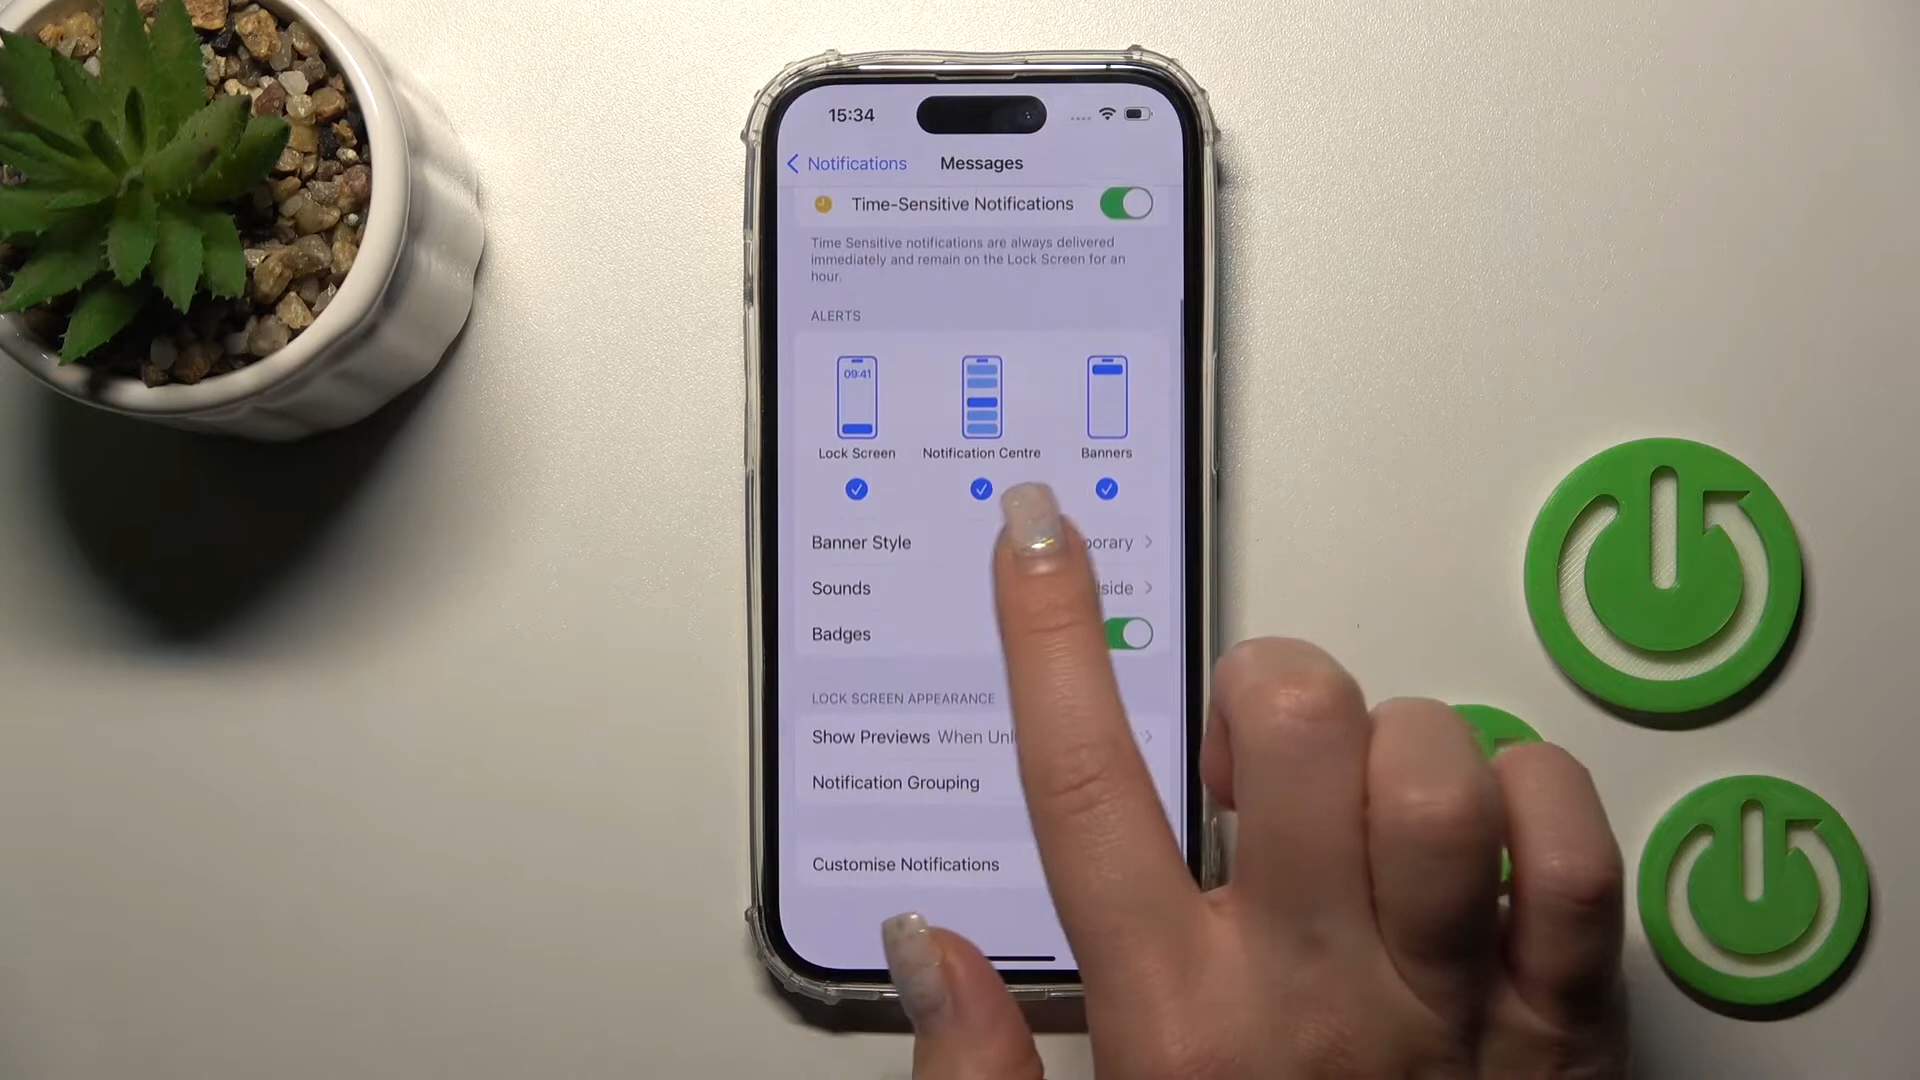 15:34
Notifications Messages
Time-Sensitive Notifications
Time Sensitive notifications are always delivered
immediately and remain on the Lock Screen for an
hour.
ALERTS
09:41
Lock Screen Notification Centre Banners
Banner Style
Sounds
Badges
LOCK SCREEN APPEARANCE
Show Previews When
Notification Grouping
Customise Notifications